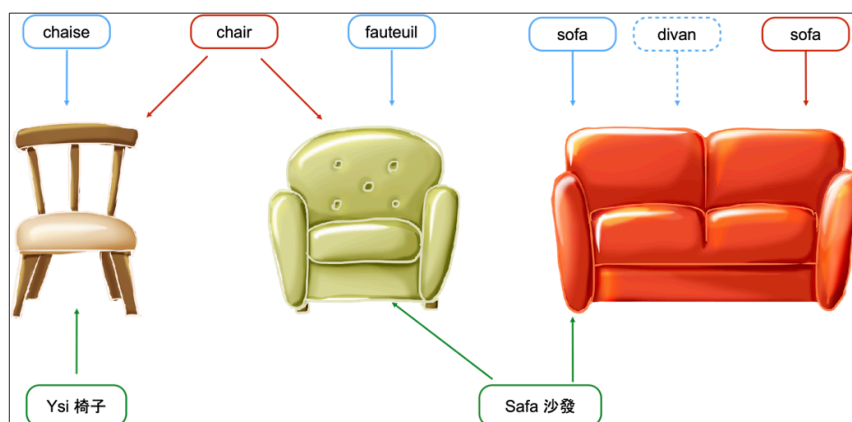 chaise
chair
fauteuil
sofa
divan
sofa
Ysi 椅子
Safa 沙發